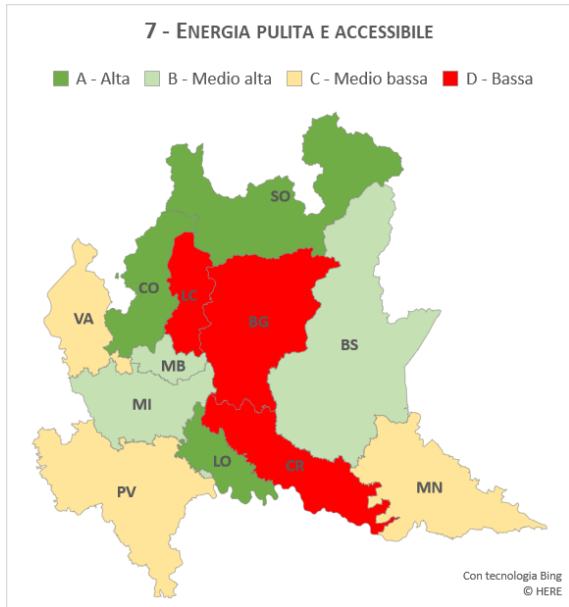 7 - ENERGIA PULITA E ACCESSIBILE
A - Alta B - Medio alta C - Medio bassa D - Bassa
SO
CO
LC
VA
BG
BS
MB
MI
LO
CR
PV
MN
Con tecnologia Bing
© HERE